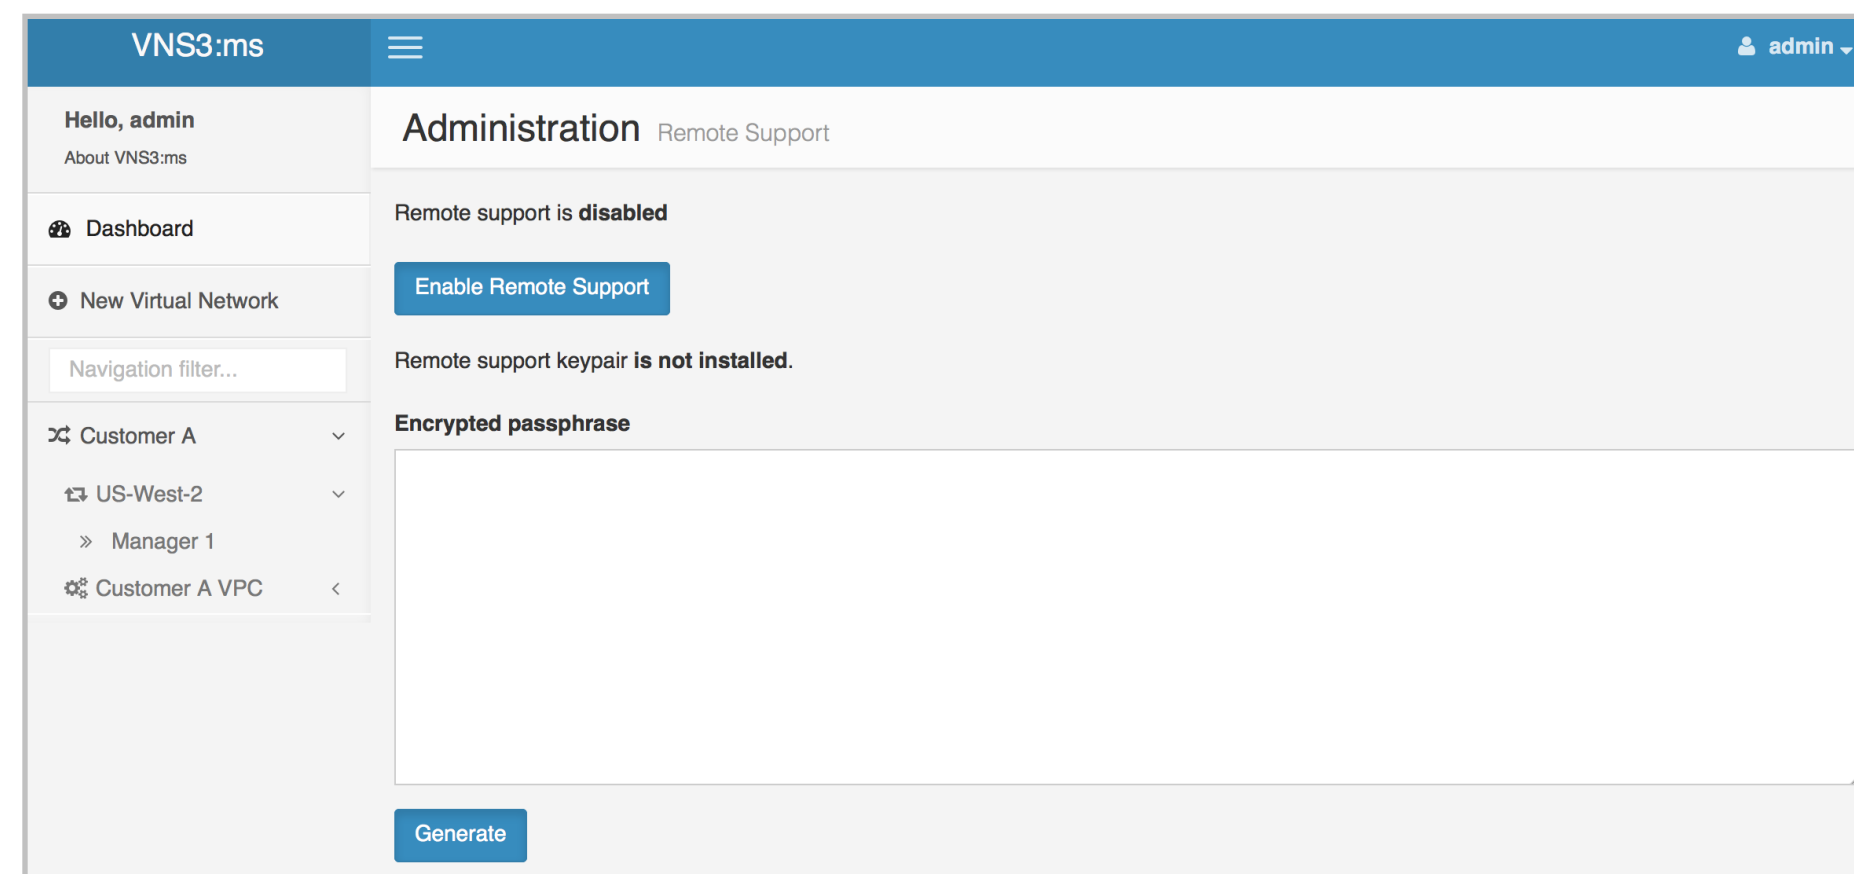 VNS3:ms
admin
Hello, admin
About VNS3:ms
Dashboard
New Virtual Network
Navigation filter...
Customer A
US-West-2
Manager 1
Customer A VPC
Administration Remote Support
Remote support is disabled
Enable Remote Support
Remote support keypair is not installed.
Encrypted passphrase
Generate